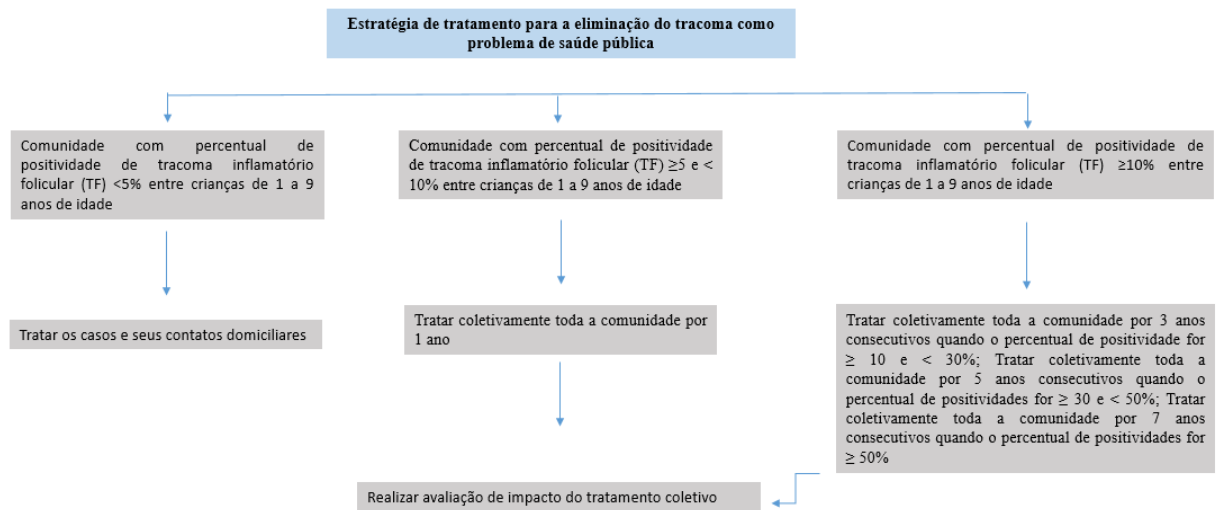 Estratégia de tratamento para a eliminação do tracoma como
problema de saúde pública
Comunidade com percentual de
positividade de tracoma inflamatório
folicular (TF) <5% entre crianças de 1 a 9
anos de idade
Comunidade com percentual de positividade
de tracoma inflamatório folicular (TF) ≥5 e <
10% entre crianças de 1 a 9 anos de idade
Comunidade com percentual de positividade de
tracoma inflamatório folicular (TF) ≥10% entre
crianças de 1 a 9 anos de idade
Tratar os casos e seus contatos domiciliares
Tratar coletivamente toda a comunidade por
1 ano
Tratar coletivamente toda a comunidade por 3 anos
consecutivos quando o percentual de positividade for
≥ 10 e < 30%; Tratar coletivamente toda a
comunidade por 5 anos consecutivos quando o
percentual de positividades for ≥ 30 e < 50%; Tratar
coletivamente toda a comunidade por 7 anos
consecutivos quando o percentual de positividades for
≥ 50%
Realizar avaliação de impacto do tratamento coletivo